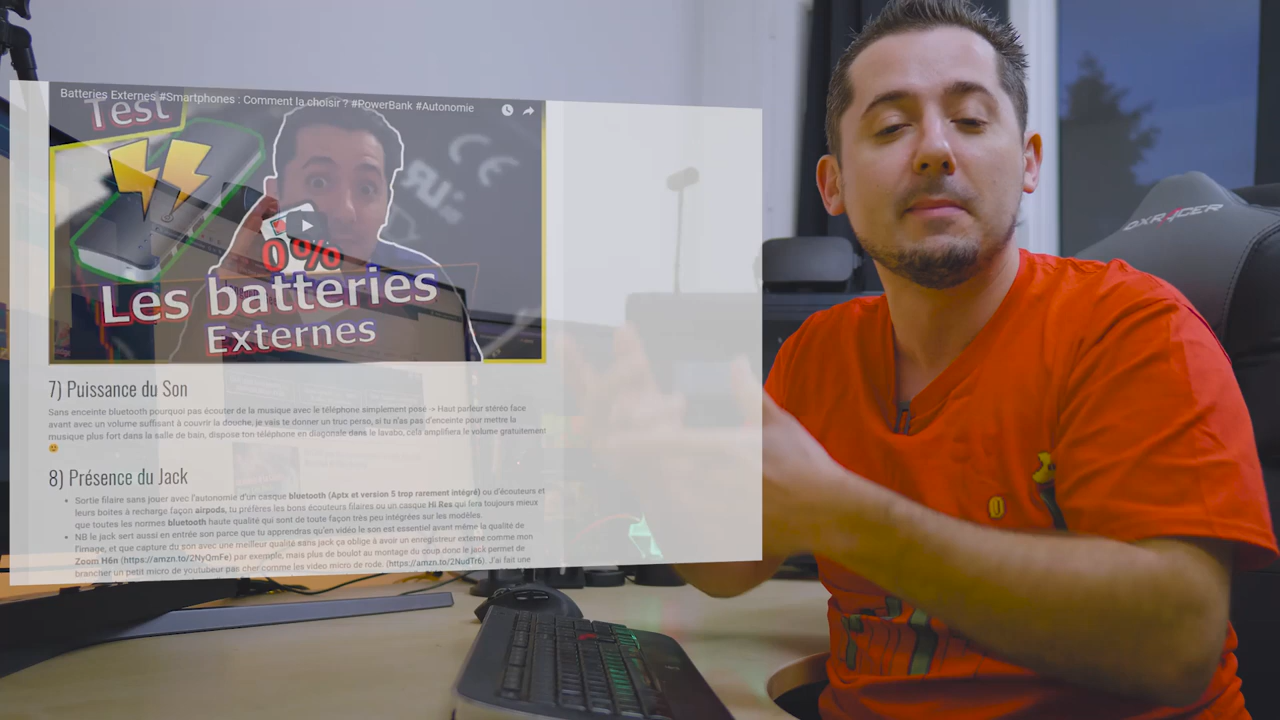 Batteries Externes #Smartphones : Comment la choisir ? #PowerBank #Autonomie
Test
0%
Les batteries
Externes
7) Puissance du Son
Sans enceinte bluetooth pourquoi pas écouter de la musique avec le téléphone simplement posé → Haut parleur stéréo face
avant avec un volume suffisant à couvrir la douche, je vais te donner un truc perso, si tu n'as pas d'enceinte pour mettre la
musique plus fort dans la salle de bain, dispose ton téléphone en diagonale dans le lavabo, cela amplifiera le volume gratuitement
8) Présence du Jack
Sortie filaire sans jouer avec l'autonomie d'un casque bluetooth (Aptx et version 5 trop rarement intégré) ou d'écouteurs et
leurs boites à recharge façon airpods, tu préfères les bons écouteurs filaires ou un casque Hi Res qui fera toujours mieux
que toutes les normes bluetooth haute qualité qui sont de toute façon très peu intégrées sur les modèles.
NB le jack sert aussi en entrée son parce que tu apprendras qu'en vidéo le son est essentiel avant même la qualité de
l'image, et que capture du son avec une meilleur qualité sans jack ça oblige à avoir un enregistreur externe comme mon
Zoom H6n (https://amzn.to/2NyQmFe) par exemple, mais plus de boulot au montage du coup donc le jack permet de
brancher un petit micro de youtubeur pas cher comme les video micro de rode. (https://amzn.to/2NudTr6). J'ai fait une
DXRACER